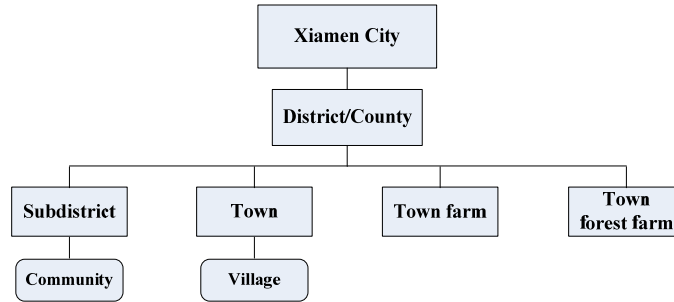 Xiamen City
District/County
Subdistrict
Town
Town farm
Town
forest farm
Community
Village